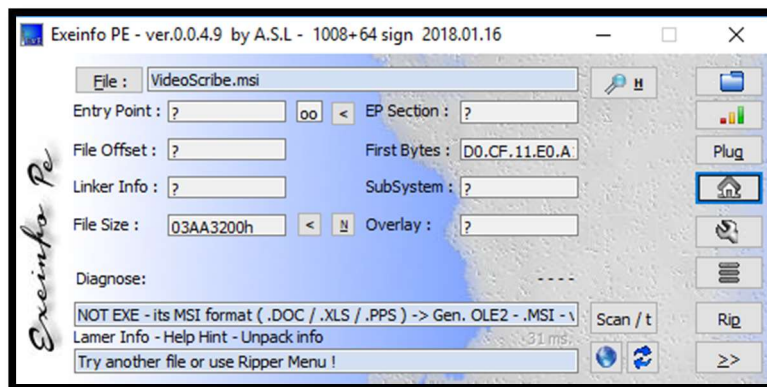 Exeinfo PE - ver.0.0.4.9 by A.S.L - 1008+64 sign 2018.01.16
File : VideoScribe.msi H
Entry Point : ? oo < EP Section : ?
File Offset : ? First Bytes : D0.CF.11.E0.A Plug
Linker Info : ? SubSystem : ?
File Size : 03AA3200h < N Overlay : ?
Exeinfo Pe
Diagnose: ----
NOT EXE - its MSI format ( .DOC / .XLS / .PPS ) -> Gen. OLE2 - .MSI - Scan / t Rip
Lamer Info - Help Hint - Unpack info 31 ms.
Try another file or use Ripper Menu ! >>